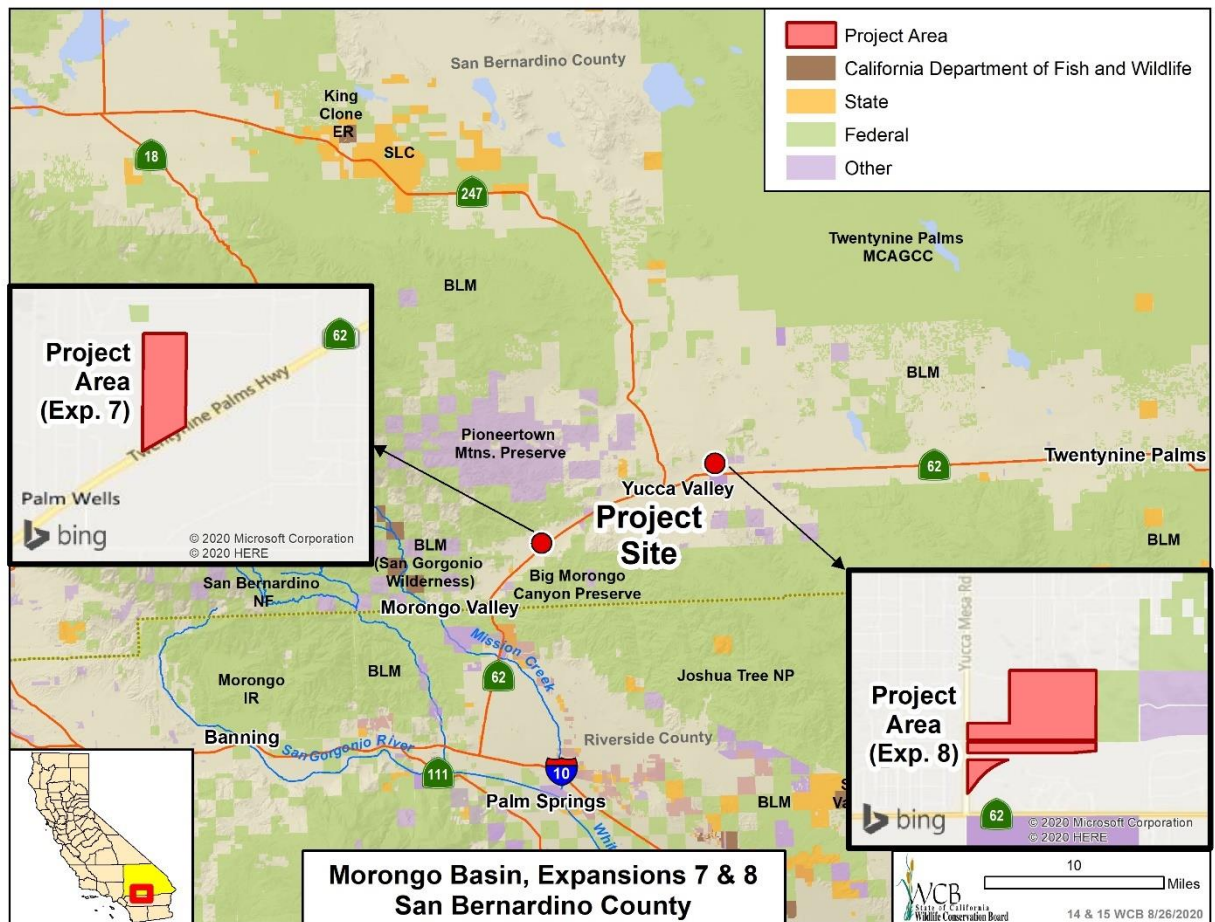 San Bernardino County
Project Area
California Department of Fish and Wildlife
State
Federal
Other
King
Clone
ER
SLC
18
247
Twentynine Palms
MCAGCC
BLM
BLM
62
Project
Area
(Exp. 7)
Twentynine Palms Hwy
Palm Wells
bing
© 2020 Microsoft Corporation
© 2020 HERE
Pioneertown
Mtns. Preserve
62
Twentynine Palms
Yucca Valley
Project
Site
BLM
BLM
(San Gorgonio
Wilderness)
Big Morongo
Canyon Preserve
San Bernardino
NF
Morongo Valley
Mission Creek
BLM
62
Joshua Tree NP
Morongo
IR
Banning
San Gorgonio River
Riverside County
111
10
Palm Springs
BLM
Whit
Yucca Mesa Rd
Project
Area
(Exp. 8)
62
bing
© 2020 Microsoft Corporation
© 2020 HERE
Morongo Basin, Expansions 7 & 8
San Bernardino County
WCB
State of California
Wildlife Conservation Board
10
Miles
14 & 15 WCB 8/26/2020